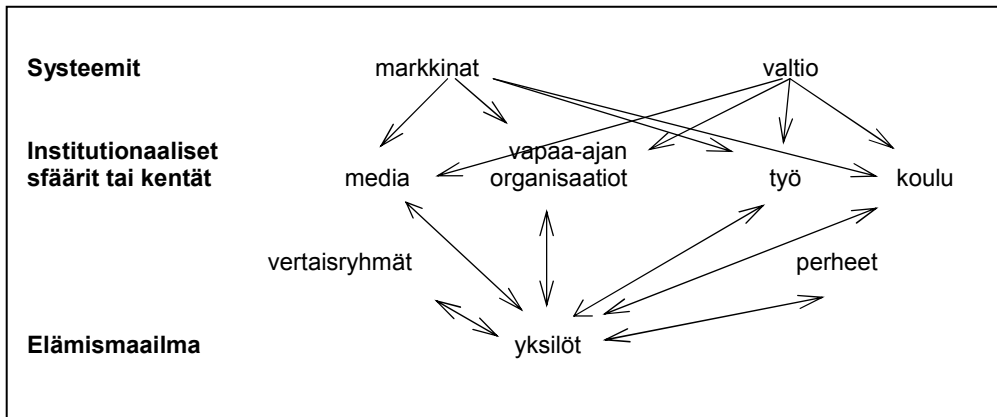 Systeemit markkinat valtio
Institutionaaliset vapaa-ajan
sfäärit tai kentät media organisaatiot työ koulu
vertaisryhmät perheet
Elämismaailma yksilöt